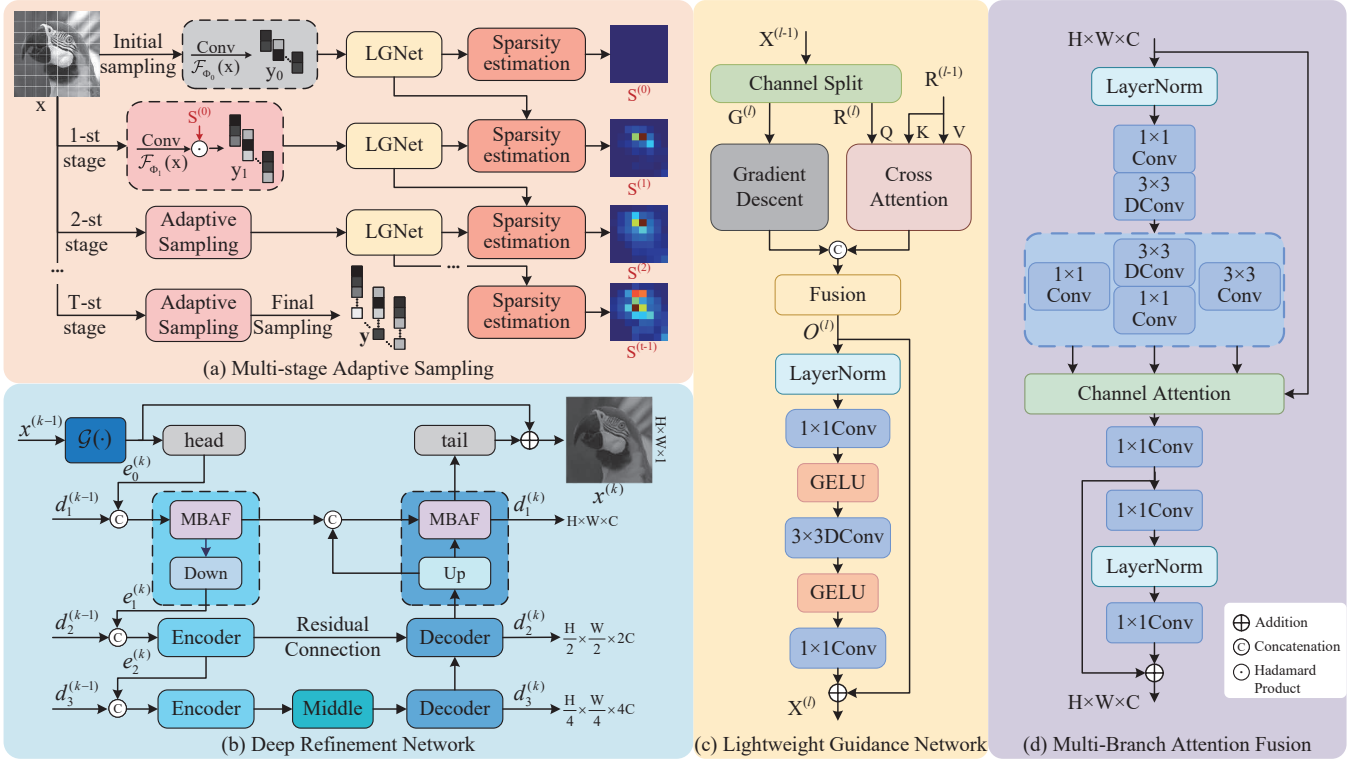 x
Initial
sampling
Conv
F_Φ₀(x)
y₀
LGNet
Sparsity
estimation
S^(0)
1-st
stage
S^(0)
Conv
F_Φ₁(x)
y₁
LGNet
Sparsity
estimation
S^(1)
2-st
stage
Adaptive
Sampling
LGNet
Sparsity
estimation
S^(2)
...
...
T-st
stage
Adaptive
Sampling
Final
Sampling
y
Sparsity
estimation
S^(t-1)
(a) Multi-stage Adaptive Sampling
x^(k-1)
G(·)
head
tail
H×W×1
x^(k)
e₀^(k)
d₁^(k-1)
C
MBAF
C
MBAF
d₁^(k)
H×W×C
Down
Up
e₁^(k)
d₂^(k-1)
C
Encoder
Residual
Connection
Decoder
d₂^(k)
H/2 × W/2 ×2C
e₂^(k)
d₃^(k-1)
C
Encoder
Middle
Decoder
d₃^(k)
H/4 × W/4 ×4C
(b) Deep Refinement Network
X^(l-1)
Channel Split
R^(l-1)
G^(l)
R^(l)
Q
K
V
Gradient
Descent
Cross
Attention
C
Fusion
O^(l)
LayerNorm
1×1Conv
GELU
3×3DConv
GELU
1×1Conv
X^(l)
(c) Lightweight Guidance Network
H×W×C
LayerNorm
1×1
Conv
3×3
DConv
1×1
Conv
3×3
DConv
1×1
Conv
3×3
Conv
Channel Attention
1×1Conv
1×1Conv
LayerNorm
1×1Conv
H×W×C
Addition
C Concatenation
Hadamard
Product
(d) Multi-Branch Attention Fusion